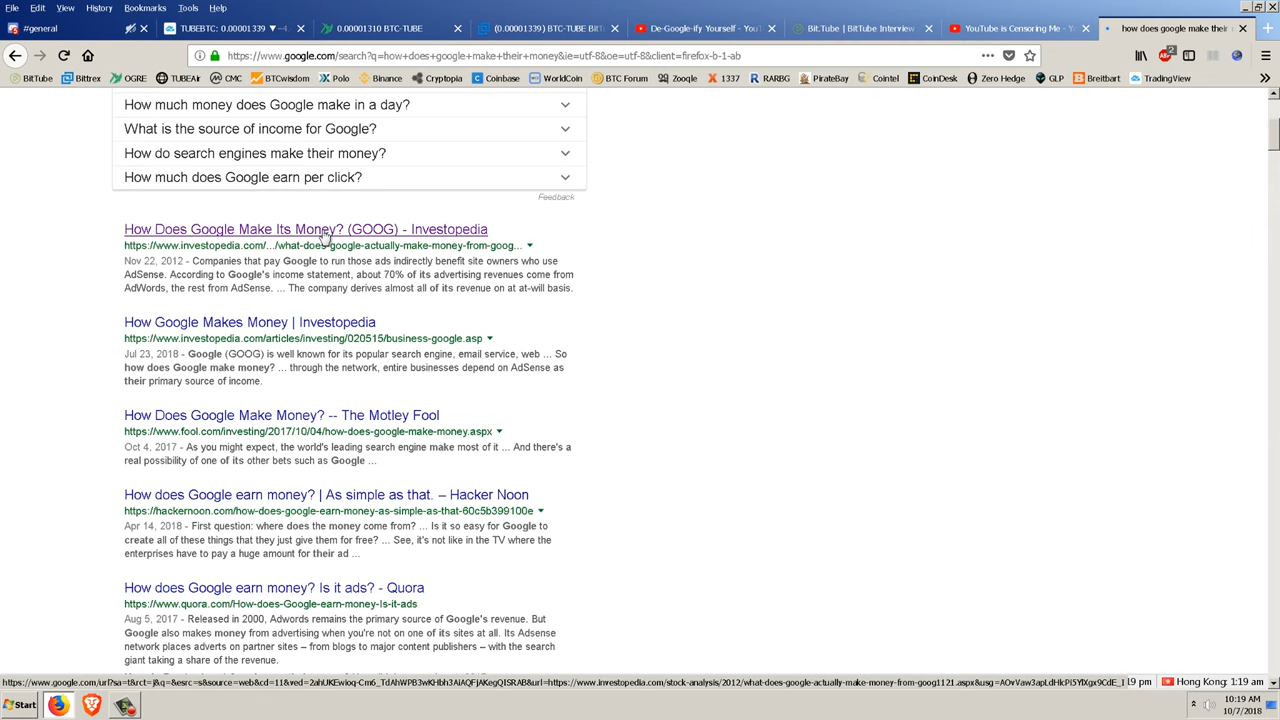 File Edit View History Bookmarks Tools Help
#general
TUBEBTC: 0.00001339 ▼−4
0.00001310 BTC-TUBE
(0.00001339) BTC-TUBE BitTub
De-Google-ify Yourself - YouT
Bit.Tube | BitTube Interview
YouTube is Censoring Me - Yo
how does google make their
https://www.google.com/search?q=how+does+google+make+their+money&ie=utf-8&oe=utf-8&client=firefox-b-1-ab
BitTube Bittrex OGRE TUBEAir CMC BTCwisdom Polo Binance Cryptopia Coinbase WorldCoin BTC Forum Zooqle 1337 RARBG PirateBay Cointel CoinDesk Zero Hedge GLP Breitbart TradingView
How much money does Google make in a day?
What is the source of income for Google?
How do search engines make their money?
How much does Google earn per click?
Feedback
How Does Google Make Its Money? (GOOG) - Investopedia
https://www.investopedia.com/.../what-does-google-actually-make-money-from-goog... ▼
Nov 22, 2012 - Companies that pay Google to run those ads indirectly benefit site owners who use
AdSense. According to Google's income statement, about 70% of its advertising revenues come from
AdWords, the rest from AdSense. ... The company derives almost all of its revenue on at at-will basis.
How Google Makes Money | Investopedia
https://www.investopedia.com/articles/investing/020515/business-google.asp ▼
Jul 23, 2018 - Google (GOOG) is well known for its popular search engine, email service, web ... So
how does Google make money? ... through the network, entire businesses depend on AdSense as
their primary source of income.
How Does Google Make Money? -- The Motley Fool
https://www.fool.com/investing/2017/10/04/how-does-google-make-money.aspx ▼
Oct 4, 2017 - As you might expect, the world's leading search engine make most of it ... And there's a
real possibility of one of its other bets such as Google ...
How does Google earn money? | As simple as that. – Hacker Noon
https://hackernoon.com/how-does-google-earn-money-as-simple-as-that-60c5b399100e ▼
Apr 14, 2018 - First question: where does the money come from? ... Is it so easy for Google to
create all of these things that they just give them for free? ... See, it's not like in the TV where the
enterprises have to pay a huge amount for their ad ...
How does Google earn money? Is it ads? - Quora
https://www.quora.com/How-does-Google-earn-money-Is-it-ads
Aug 5, 2017 - Released in 2000, Adwords remains the primary source of Google's revenue. But
Google also makes money from advertising when you're not on one of its sites at all. Its Adsense
network places adverts on partner sites – from blogs to major content publishers – with the search
giant taking a share of the revenue.
:19 pm Hong Kong: 1:19 am
Start
10:19 AM
10/7/2018